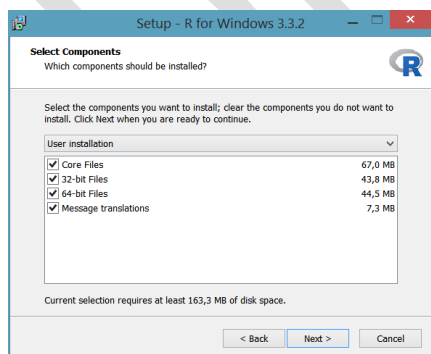 Setup - R for Windows 3.3.2
Select Components
Which components should be installed?
R
Select the components you want to install; clear the components you do not want to
install. Click Next when you are ready to continue.
User installation
Core Files 67,0 MB
32-bit Files 43,8 MB
64-bit Files 44,5 MB
Message translations 7,3 MB
Current selection requires at least 163,3 MB of disk space.
< Back Next > Cancel